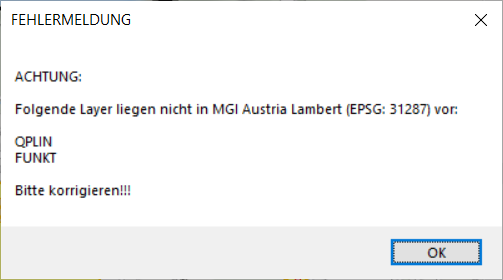 FEHLERMELDUNG
ACHTUNG:
Folgende Layer liegen nicht in MGI Austria Lambert (EPSG: 31287) vor:
QPLIN
FUNKT
Bitte korrigieren!!!
OK